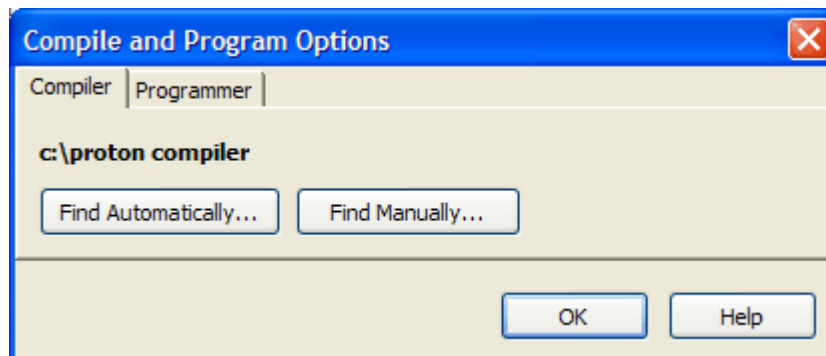 Compile and Program Options
Compiler Programmer
c:\proton compiler
Find Automatically... Find Manually...
OK Help